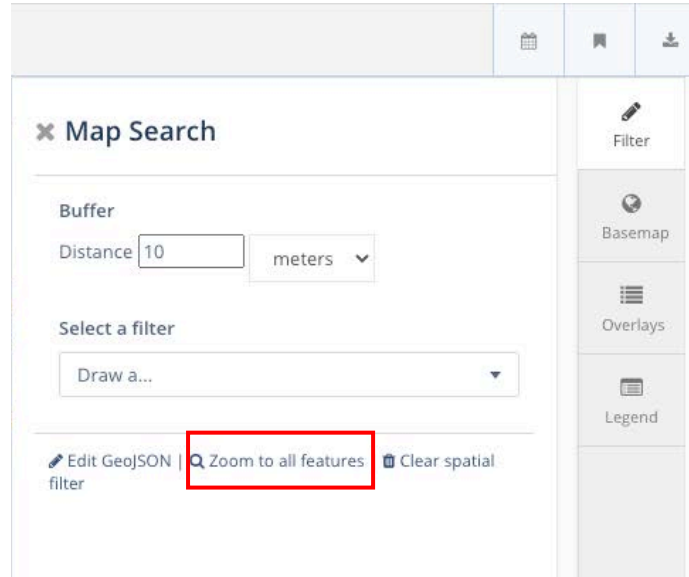 Map Search
Filter
Buffer
Distance 10 meters
Basemap
Select a filter
Overlays
Draw a...
Legend
Edit GeoJSON | Zoom to all features Clear spatial
filter